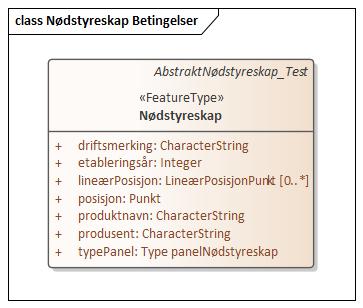 class Nødstyreskap Betingelser
AbstraktNødstyreskap_Test
«FeatureType»
Nødstyreskap
+ driftsmerking: CharacterString
+ etableringsår: Integer
+ lineærPosisjon: LineærPosisjonPunkt [0..*]
+ posisjon: Punkt
+ produktnavn: CharacterString
+ produsent: CharacterString
+ typePanel: Type panelNødstyreskap